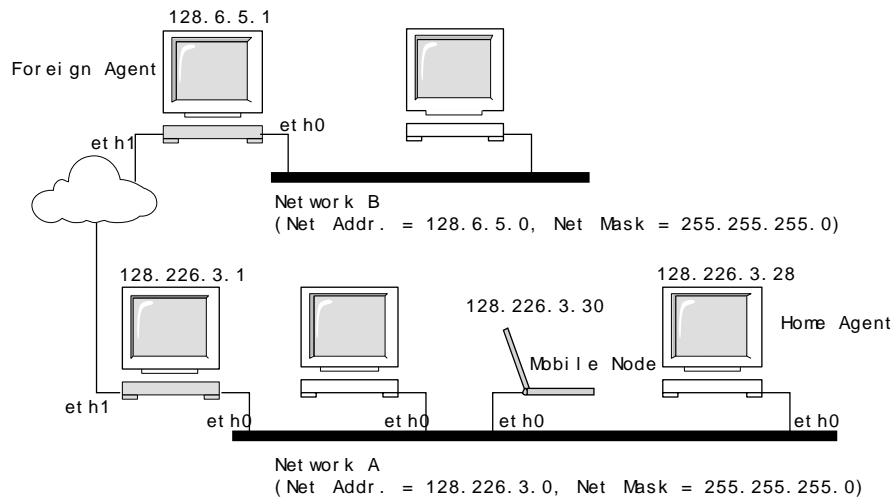 128.6.5.1
Foreign Agent
eth1
eth0
Network B
(Net Addr. = 128.6.5.0, Net Mask = 255.255.255.0)
128.226.3.1
128.226.3.28
128.226.3.30
Home Agent
Mobile Node
eth1
eth0
eth0
eth0
eth0
Network A
(Net Addr. = 128.226.3.0, Net Mask = 255.255.255.0)